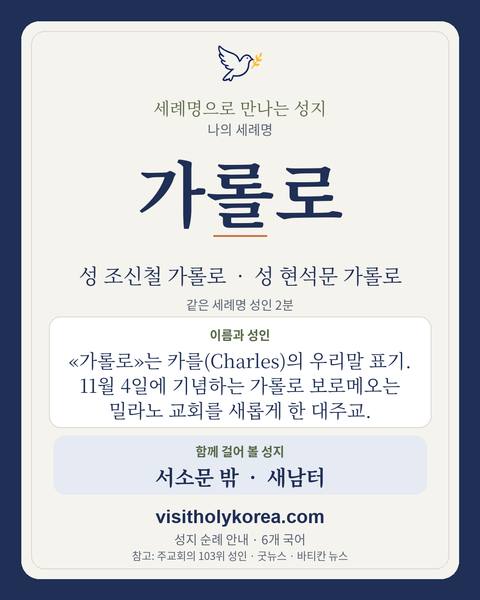 세례명으로 만나는 성지
나의 세례명
가롤로
성 조신철 가롤로 · 성 현석문 가롤로
같은 세례명 성인 2분
이름과 성인
«가롤로»는 카를(Charles)의 우리말 표기.
11월 4일에 기념하는 가롤로 보로메오는
밀라노 교회를 새롭게 한 대주교.
함께 걸어 볼 성지
서소문 밖 · 새남터
visitholykorea.com
성지 순례 안내 · 6개 국어
참고: 주교회의 103위 성인 · 굿뉴스 · 바티칸 뉴스